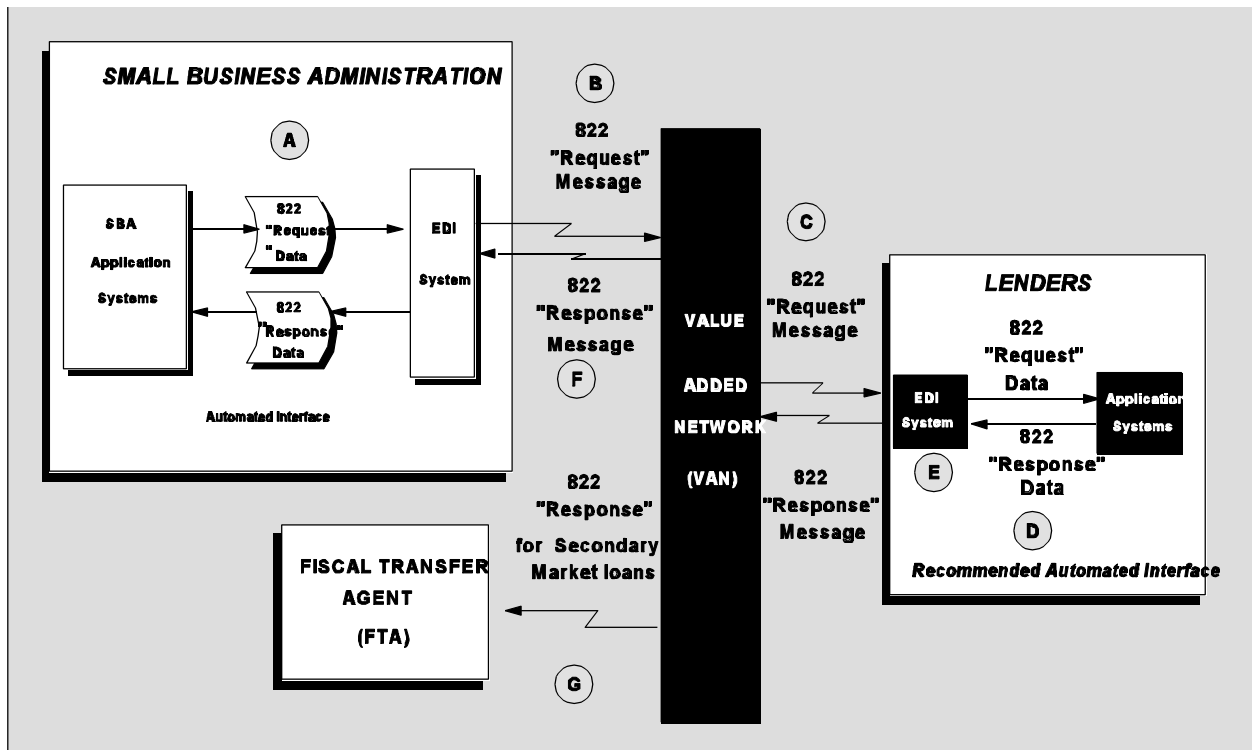 SMALL BUSINESS ADMINISTRATION
A
SBA
Application
Systems
822
"Request
"
Data
822
"Response"
Data
EDI
System
Automated Interface
B
822
"Request"
Message
822
"Response"
Message
F
VALUE
ADDED
NETWORK
(VAN)
C
822
"Request"
Message
822
"Response"
Message
LENDERS
822
"Request"
Data
EDI
System
Application
Systems
822
"Response"
Data
E
D
Recommended Automated Interface
822
"Response"
for Secondary
Market loans
G
FISCAL TRANSFER
AGENT
(FTA)